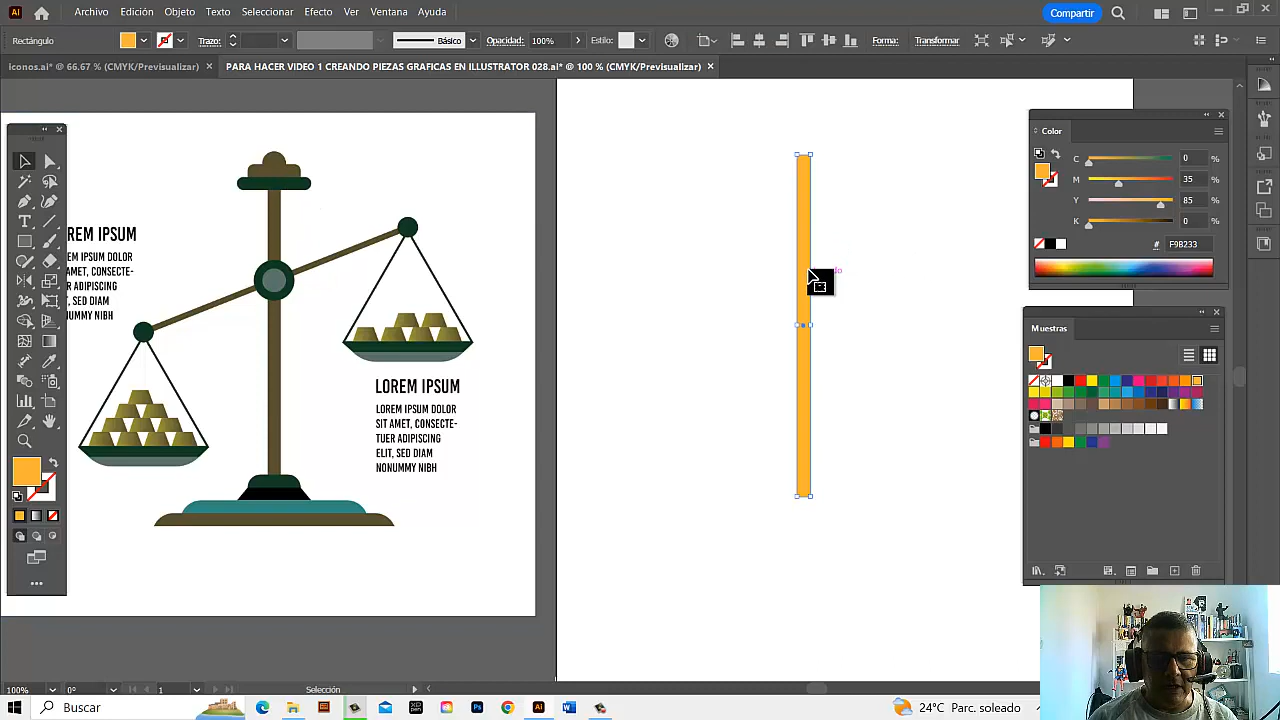 Archivo Edición Objeto Texto Seleccionar Efecto Ver Ventana Ayuda Compartir
Rectángulo Trazo: Básico Opacidad: 100% Estilo: Forma: Transformar
iconos.ai* @ 66.67 % (CMYK/Previsualizar) PARA HACER VIDEO 1 CREANDO PIEZAS GRAFICAS EN ILLUSTRATOR 028.ai* @ 100 % (CMYK/Previsualizar)
Color
C 0 %
M 35 %
Y 85 %
K 0 %
# F9B233
REM IPSUM
EM IPSUM DOLOR
AMET, CONSECTE-
TUER ADIPISCING
ELIT, SED DIAM
NUMMY NIBH
LOREM IPSUM
LOREM IPSUM DOLOR
SIT AMET, CONSECTE-
TUER ADIPISCING
ELIT, SED DIAM
NONUMMY NIBH
Muestras
100% 0° 1 Selección
Buscar
24°C Parc. soleado